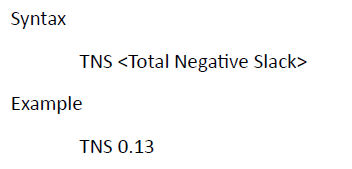 Syntax
TNS <Total Negative Slack>
Example
TNS 0.13